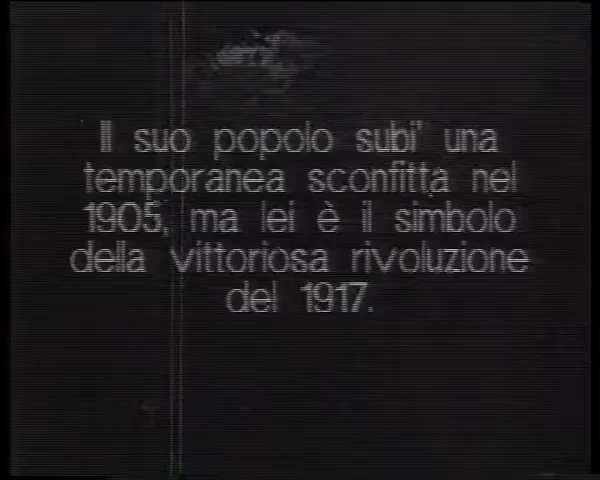 Il suo popolo subi' una
temporanea sconfitta nel
1905, ma lei è il simbolo
della vittoriosa rivoluzione
del 1917.